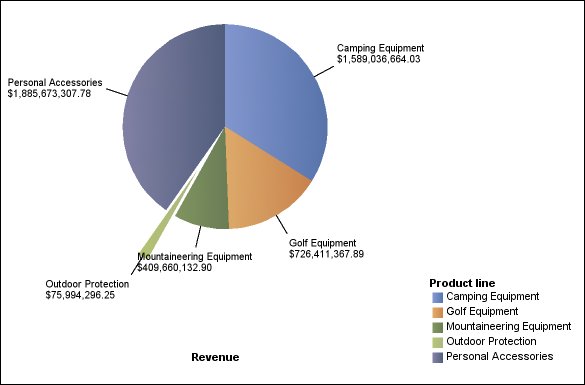 Camping Equipment
$1,589,036,664.03
Personal Accessories
$1,885,673,307.78
Golf Equipment
$726,411,367.89
Mountaineering Equipment
$409,660,132.90
Outdoor Protection
$75,994,296.25
Revenue
Product line
Camping Equipment
Golf Equipment
Mountaineering Equipment
Outdoor Protection
Personal Accessories